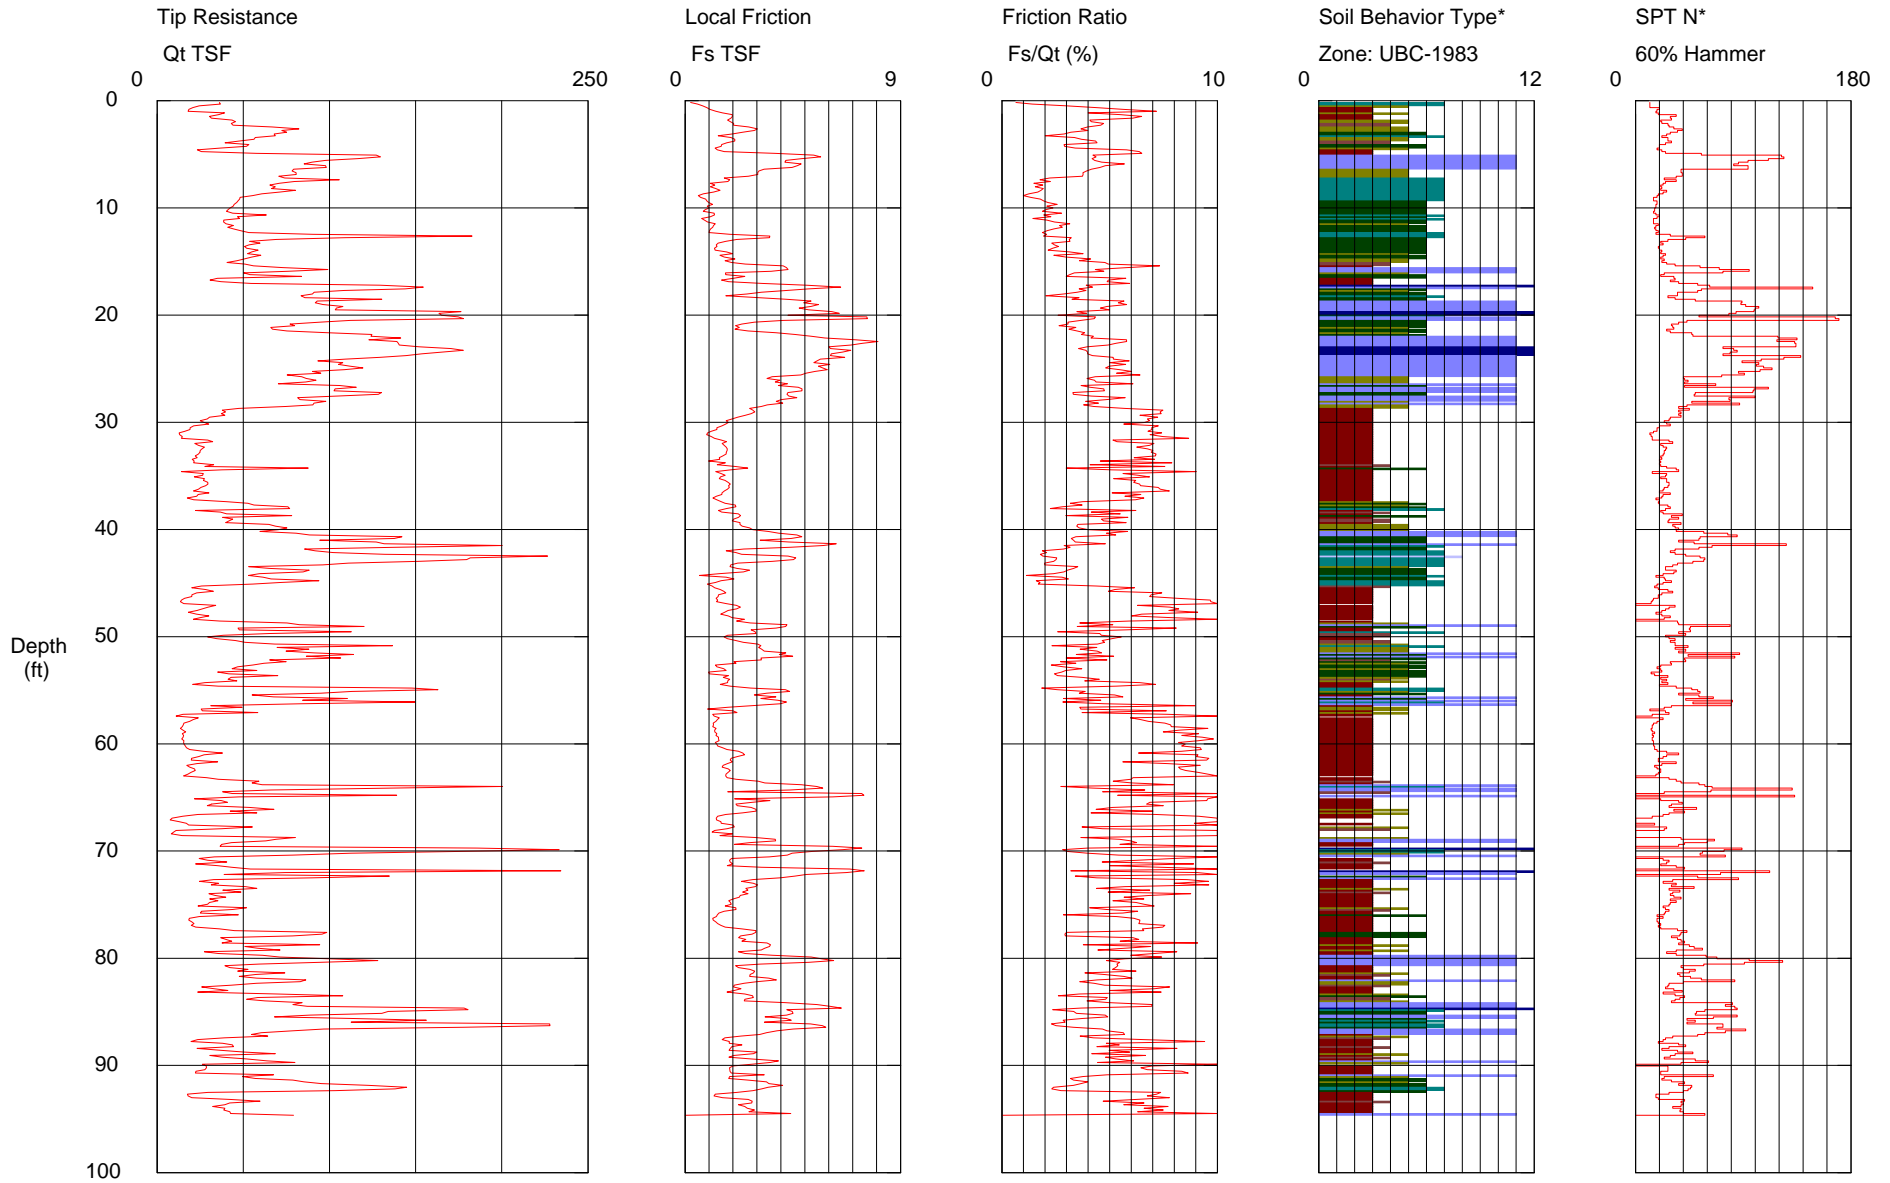 Tip Resistance
Local Friction
Friction Ratio
Soil Behavior Type*
SPT N*
Qt TSF
Fs TSF
Fs/Qt (%)
Zone: UBC-1983
60% Hammer
0 250
0 9
0 10
0 12
0 180
0
10
20
30
40
50
60
70
80
90
100
Depth
(ft)